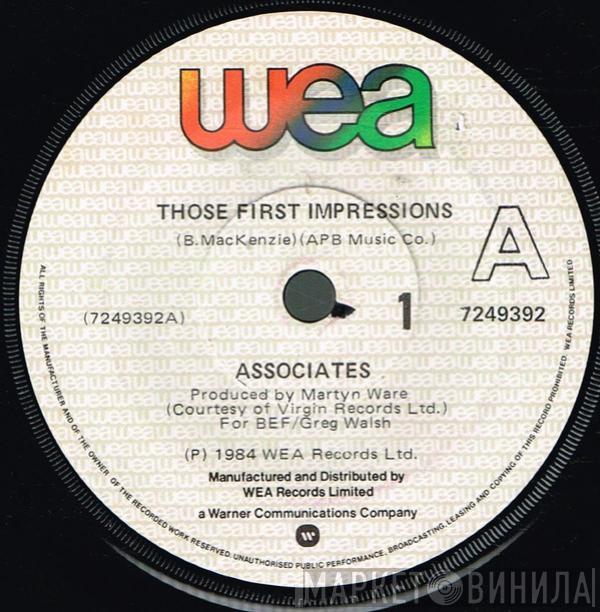 wea
THOSE FIRST IMPRESSIONS
(B.MacKenzie)(APB Music Co.)
A
(7249392A)
1
7249392
ASSOCIATES
Produced by Martyn Ware
(Courtesy of Virgin Records Ltd.)
For BEF/Greg Walsh
(P) 1984 WEA Records Ltd.
Manufactured and Distributed by
WEA Records Limited
a Warner Communications Company
ALL RIGHTS OF THE MANUFACTURER AND OF THE OWNER OF THE RECORDED WORK RESERVED. UNAUTHORISED PUBLIC PERFORMANCE, BROADCASTING, LEASING AND COPYING OF THIS RECORD PROHIBITED. WEA RECORDS LIMITED
МАРКЕТ ВИНИЛА